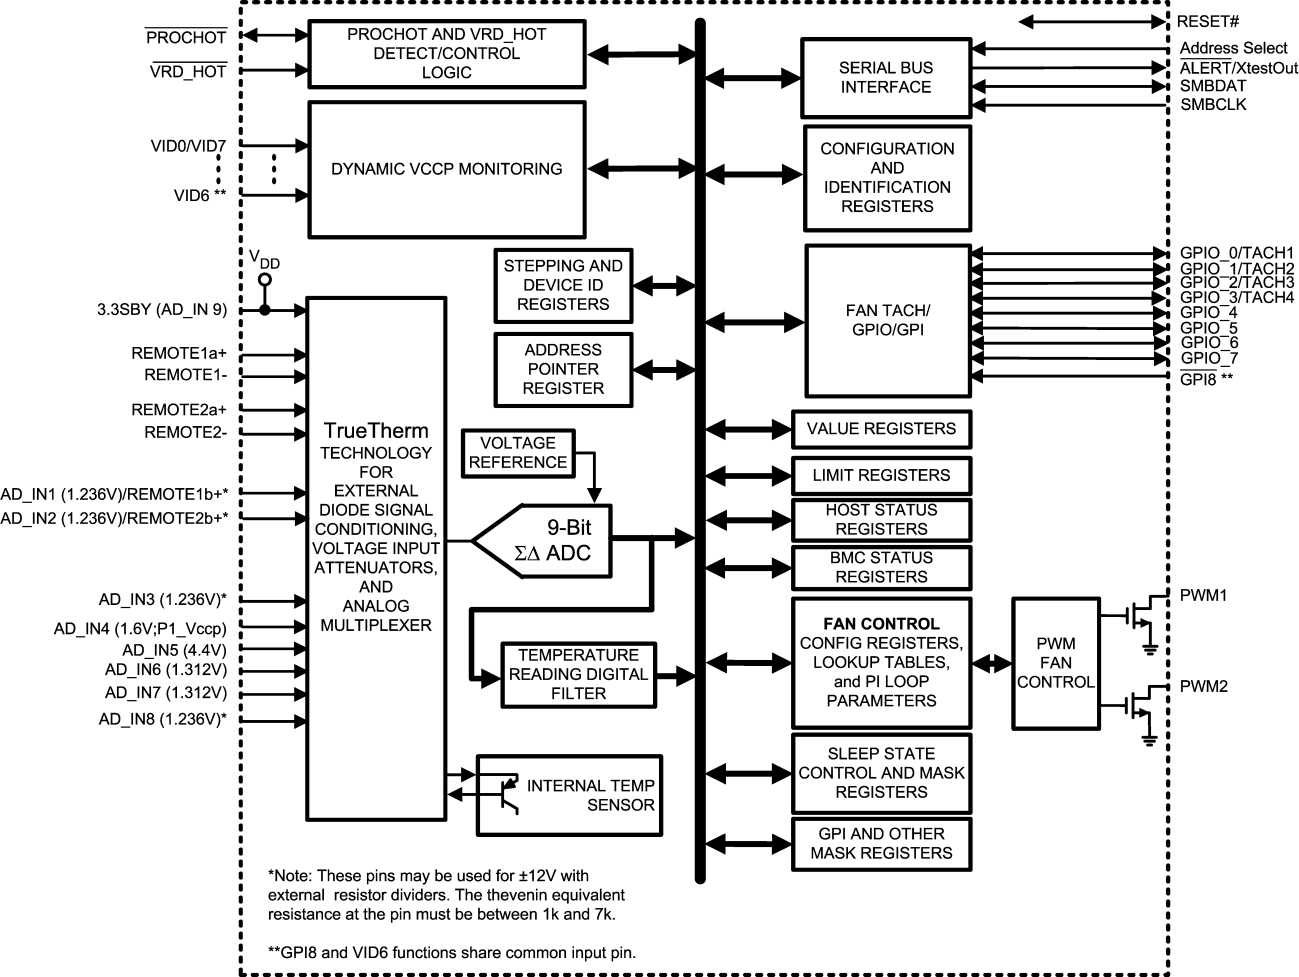 PROCHOT
VRD_HOT
VID0/VID7
VID6 **
VDD
3.3SBY (AD_IN 9)
REMOTE1a+
REMOTE1-
REMOTE2a+
REMOTE2-
AD_IN1 (1.236V)/REMOTE1b+*
AD_IN2 (1.236V)/REMOTE2b+*
AD_IN3 (1.236V)*
AD_IN4 (1.6V;P1_Vccp)
AD_IN5 (4.4V)
AD_IN6 (1.312V)
AD_IN7 (1.312V)
AD_IN8 (1.236V)*
PROCHOT AND VRD_HOT
DETECT/CONTROL
LOGIC
DYNAMIC VCCP MONITORING
STEPPING AND
DEVICE ID
REGISTERS
ADDRESS
POINTER
REGISTER
TrueTherm
TECHNOLOGY
FOR
EXTERNAL
DIODE SIGNAL
CONDITIONING,
VOLTAGE INPUT
ATTENUATORS,
AND
ANALOG
MULTIPLEXER
VOLTAGE
REFERENCE
9-Bit
ΣΔ ADC
TEMPERATURE
READING DIGITAL
FILTER
INTERNAL TEMP
SENSOR
SERIAL BUS
INTERFACE
CONFIGURATION
AND
IDENTIFICATION
REGISTERS
FAN TACH/
GPIO/GPI
VALUE REGISTERS
LIMIT REGISTERS
HOST STATUS
REGISTERS
BMC STATUS
REGISTERS
FAN CONTROL
CONFIG REGISTERS,
LOOKUP TABLES,
and PI LOOP
PARAMETERS
PWM
FAN
CONTROL
SLEEP STATE
CONTROL AND MASK
REGISTERS
GPI AND OTHER
MASK REGISTERS
RESET#
Address Select
ALERT/XtestOut
SMBDAT
SMBCLK
GPIO_0/TACH1
GPIO_1/TACH2
GPIO_2/TACH3
GPIO_3/TACH4
GPIO_4
GPIO_5
GPIO_6
GPIO_7
GPI8 **
PWM1
PWM2
*Note: These pins may be used for ±12V with
external resistor dividers. The thevenin equivalent
resistance at the pin must be between 1k and 7k.
**GPI8 and VID6 functions share common input pin.